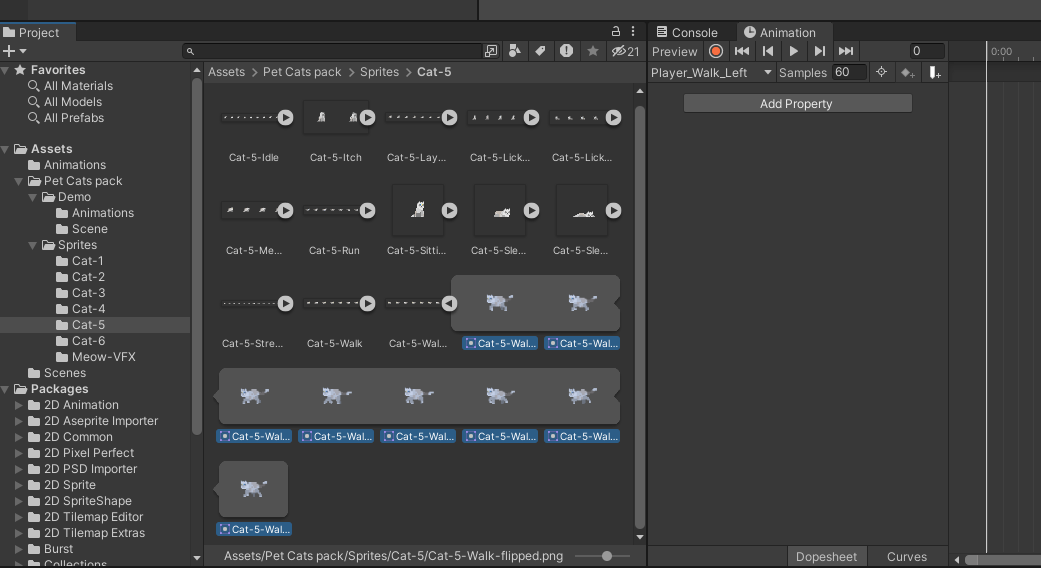 Project
21
Favorites
All Materials
All Models
All Prefabs
Assets
Animations
Pet Cats pack
Demo
Animations
Scene
Sprites
Cat-1
Cat-2
Cat-3
Cat-4
Cat-5
Cat-6
Meow-VFX
Scenes
Packages
2D Animation
2D Aseprite Importer
2D Common
2D Pixel Perfect
2D PSD Importer
2D Sprite
2D SpriteShape
2D Tilemap Editor
2D Tilemap Extras
Burst
Collections
Assets > Pet Cats pack > Sprites > Cat-5
Cat-5-Idle Cat-5-Itch Cat-5-Lay... Cat-5-Lick... Cat-5-Lick...
Cat-5-Me... Cat-5-Run Cat-5-Sitti... Cat-5-Sle... Cat-5-Sle...
Cat-5-Stre... Cat-5-Walk Cat-5-Wal... Cat-5-Wal... Cat-5-Wal...
Cat-5-Wal... Cat-5-Wal... Cat-5-Wal... Cat-5-Wal... Cat-5-Wal...
Cat-5-Wal...
Assets/Pet Cats pack/Sprites/Cat-5/Cat-5-Walk-flipped.png
Console Animation
Preview 0 0:00
Player_Walk_Left Samples 60
Add Property
Dopesheet Curves